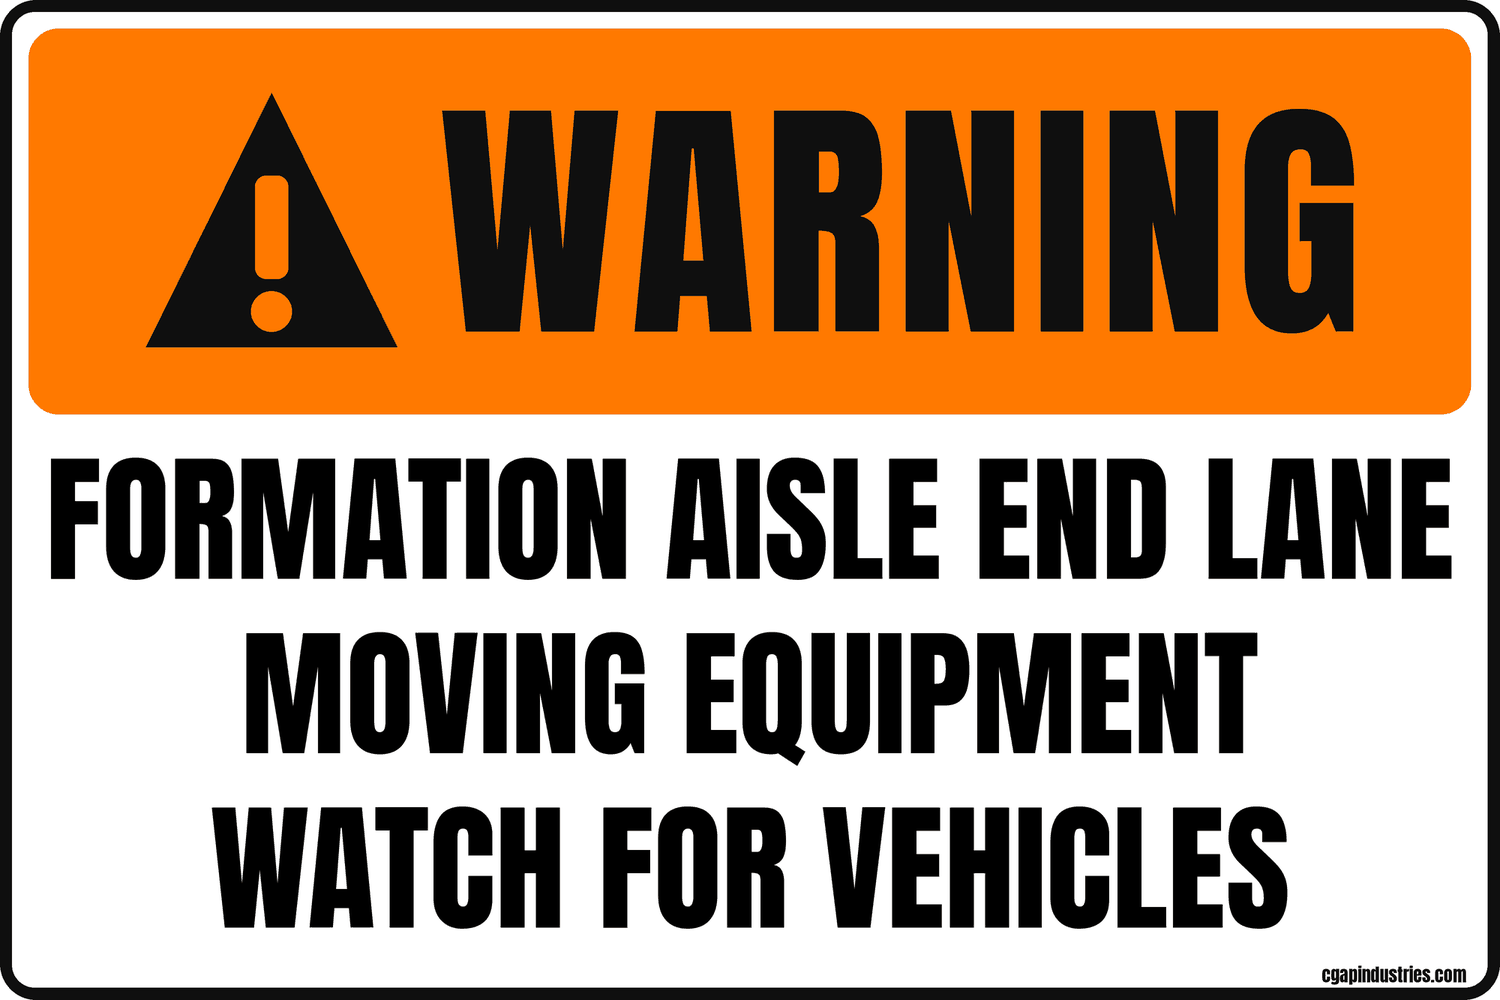 WARNING
FORMATION AISLE END LANE
MOVING EQUIPMENT
WATCH FOR VEHICLES
cgapindustries.com